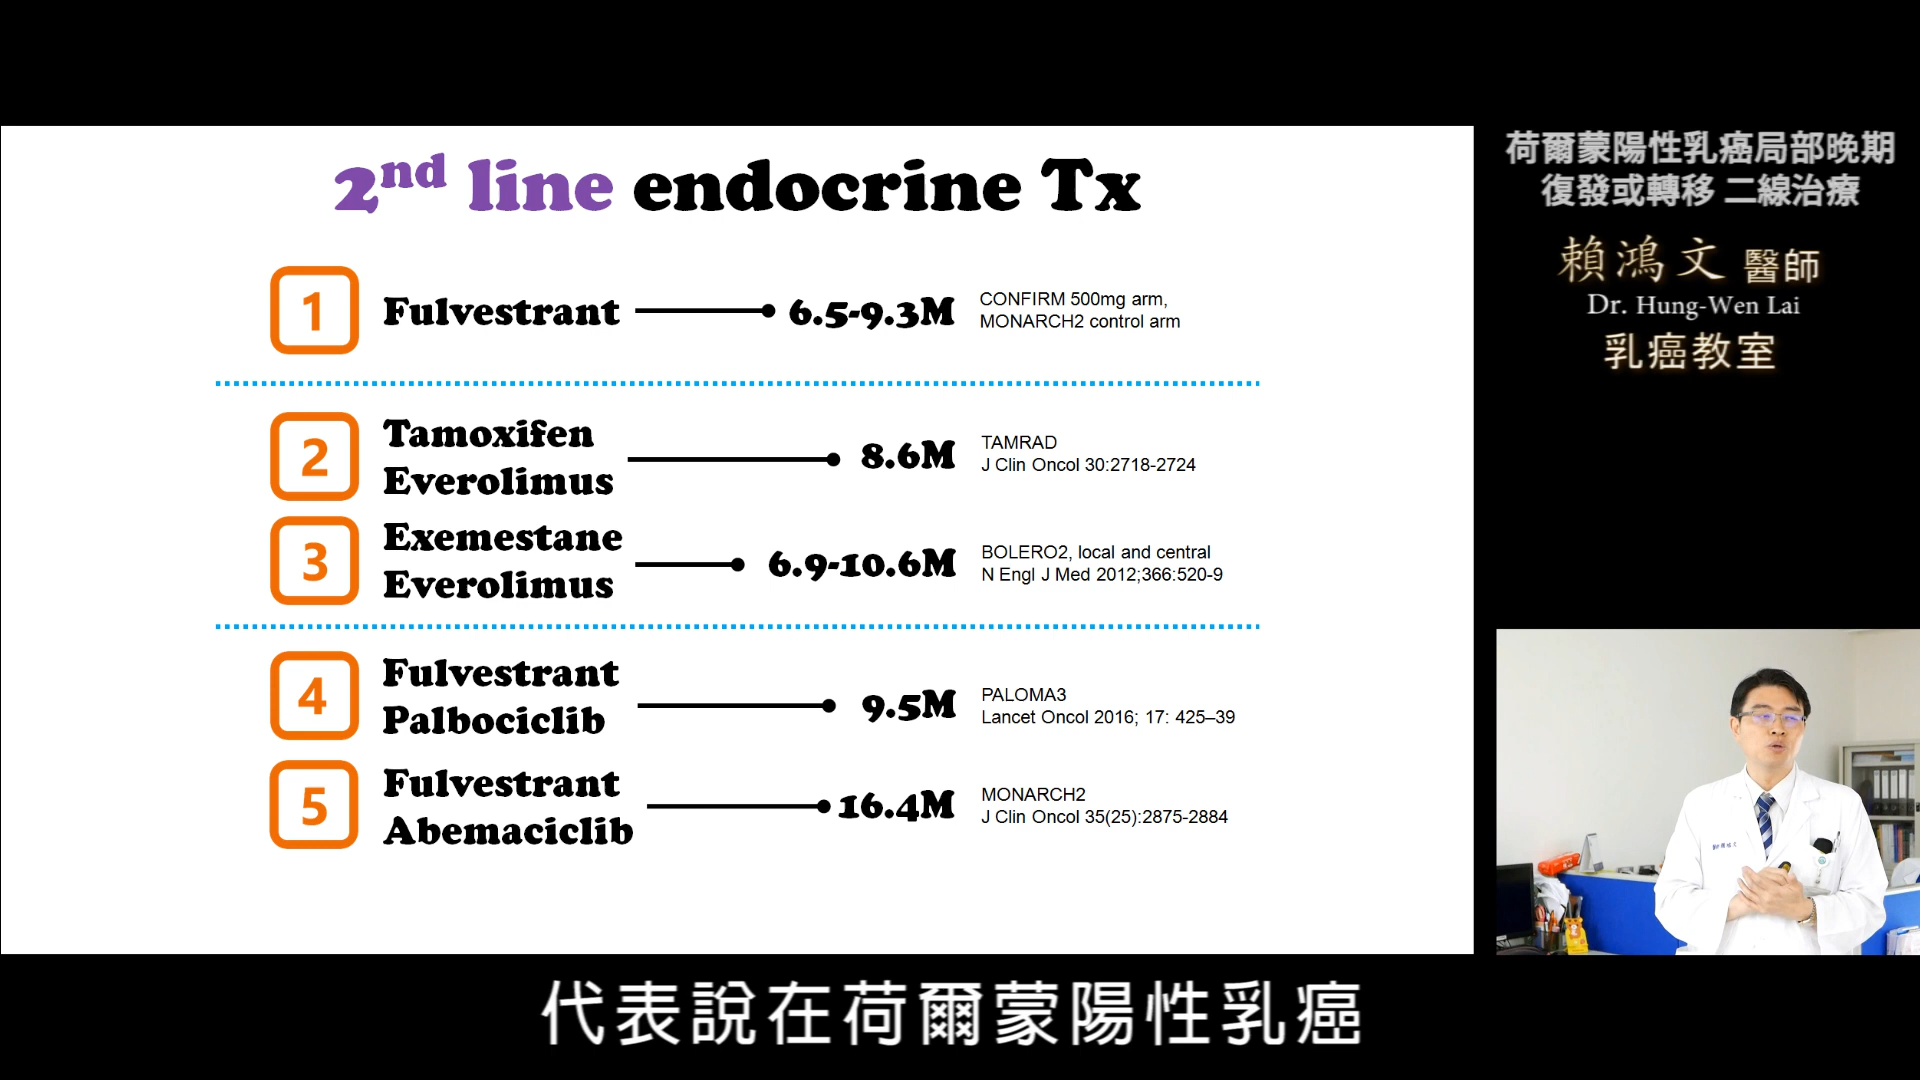 2nd line endocrine Tx
1
Fulvestrant
6.5-9.3M
CONFIRM 500mg arm,
MONARCH2 control arm
2
Tamoxifen
Everolimus
8.6M
TAMRAD
J Clin Oncol 30:2718-2724
3
Exemestane
Everolimus
6.9-10.6M
BOLERO2, local and central
N Engl J Med 2012;366:520-9
4
Fulvestrant
Palbociclib
9.5M
PALOMA3
Lancet Oncol 2016; 17: 425–39
5
Fulvestrant
Abemaciclib
16.4M
MONARCH2
J Clin Oncol 35(25):2875-2884
荷爾蒙陽性乳癌局部晚期
復發或轉移 二線治療
賴鴻文 醫師
Dr. Hung-Wen Lai
乳癌教室
代表說在荷爾蒙陽性乳癌